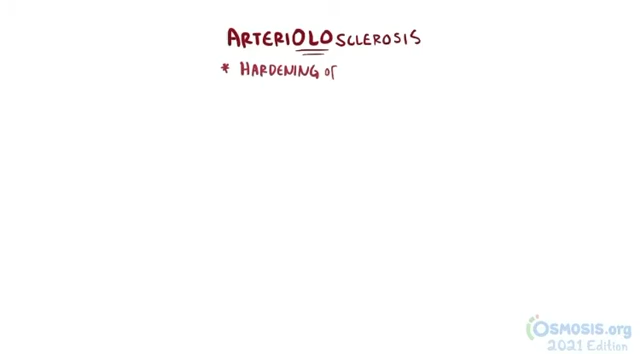 ARTERIOLOSCLEROSIS
* HARDENING OF
OSMOSIS.org
2021 Edition